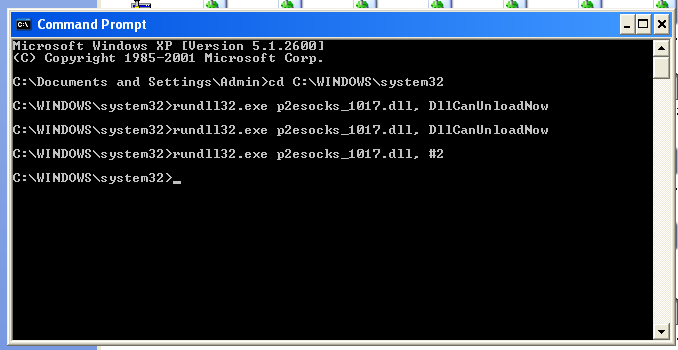 Command Prompt
Microsoft Windows XP [Version 5.1.2600]
(C) Copyright 1985-2001 Microsoft Corp.
C:\Documents and Settings\Admin>cd C:\WINDOWS\system32
C:\WINDOWS\system32>rundll32.exe p2esocks_1017.dll, DllCanUnloadNow
C:\WINDOWS\system32>rundll32.exe p2esocks_1017.dll, DllCanUnloadNow
C:\WINDOWS\system32>rundll32.exe p2esocks_1017.dll, #2
C:\WINDOWS\system32>_